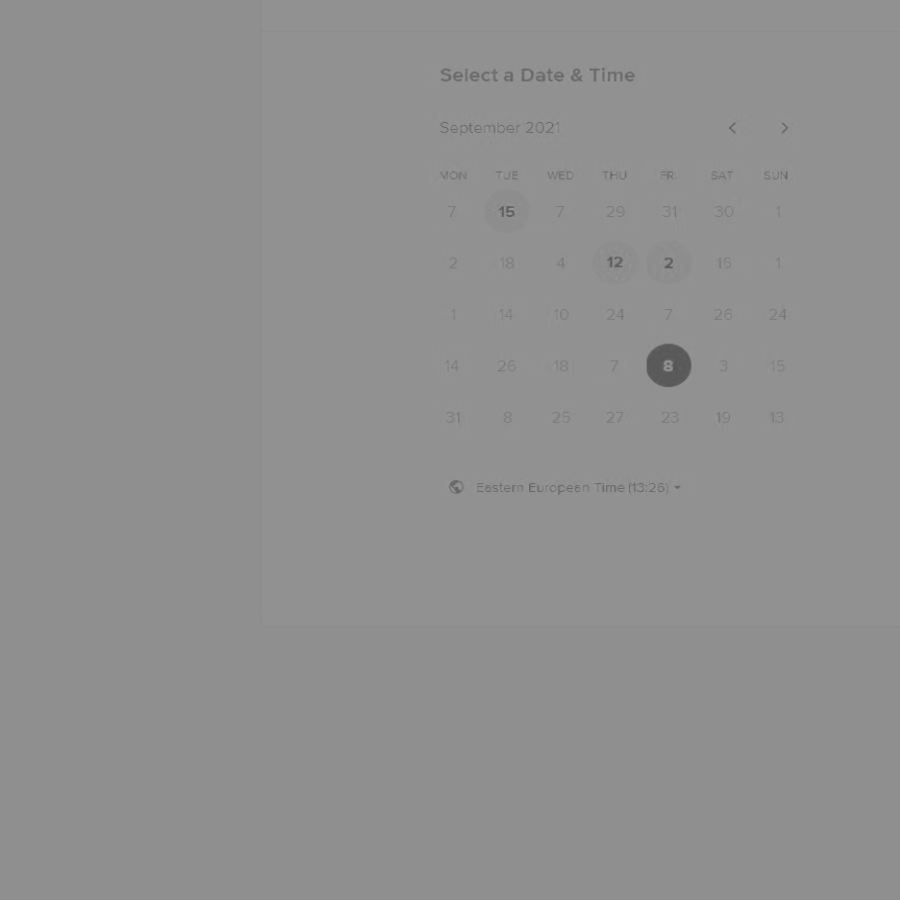 Select a Date & Time
September 2021
MON TUE WED THU FRI SAT SUN
7 15 7 29 31 30 1
2 18 4 12 2 16 1
1 14 10 24 7 26 24
14 26 18 7 8 3 15
31 8 25 27 23 19 13
Eastern European Time (13:26)